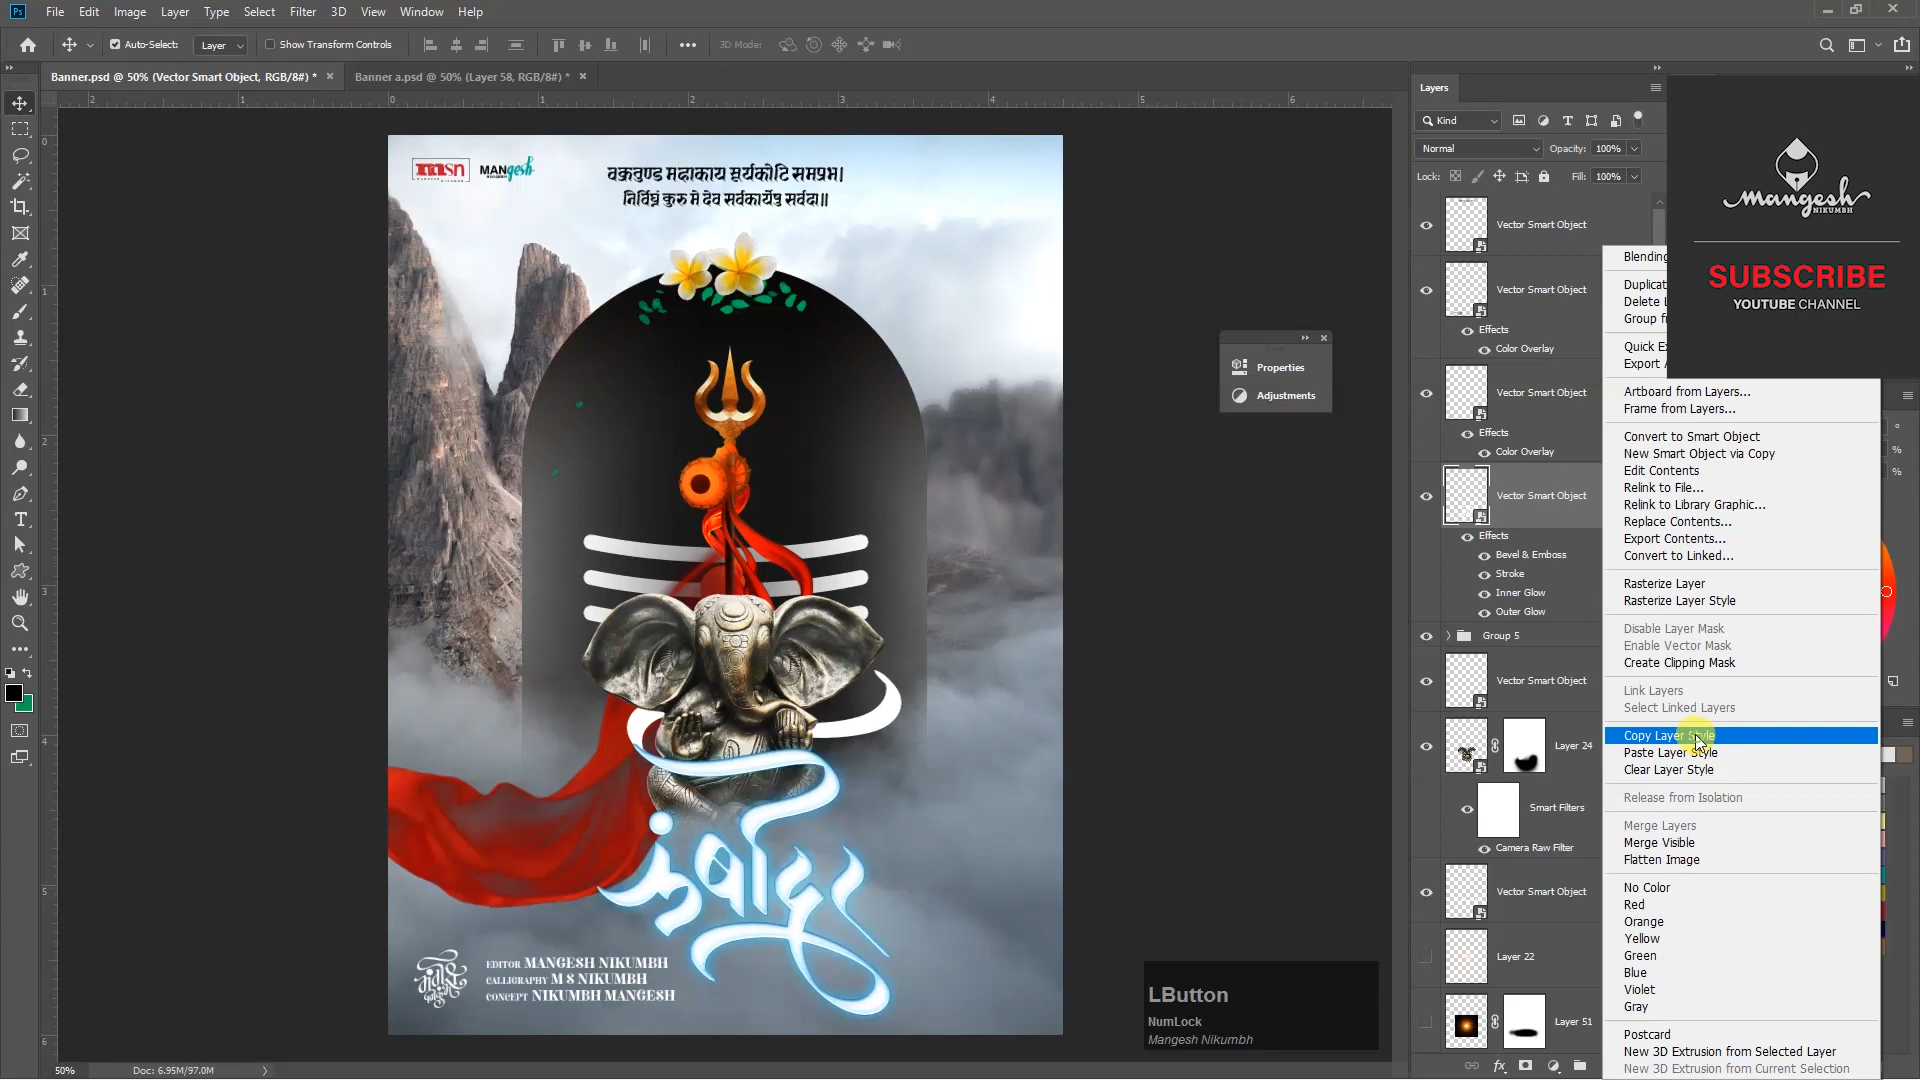 File Edit Image Layer Type Select Filter 3D View Window Help
Auto-Select: Layer Show Transform Controls 3D Mode:
Banner.psd @ 50% (Vector Smart Object, RGB/8#) *
Banner a.psd @ 50% (Layer 58, RGB/8#) *
msn
MANgesh
वक्रतुण्ड महाकाय सूर्यकोटि समप्रभ।
निर्विघ्नं कुरु मे देव सर्वकार्येषु सर्वदा॥
EDITOR MANGESH NIKUMBH
CALLIGRAPHY M S NIKUMBH
CONCEPT NIKUMBH MANGESH
Properties
Adjustments
LButton
NumLock
Mangesh Nikumbh
50% Doc: 6.95M/97.0M
Layers
Kind
Normal Opacity: 100%
Lock: Fill: 100%
Vector Smart Object
Vector Smart Object
Effects
Color Overlay
Vector Smart Object
Effects
Color Overlay
Vector Smart Object
Effects
Bevel & Emboss
Stroke
Inner Glow
Outer Glow
Group 5
Vector Smart Object
Layer 24
Smart Filters
Camera Raw Filter
Vector Smart Object
Layer 22
Layer 51
Mangesh
NIKUMBH
SUBSCRIBE
YOUTUBE CHANNEL
Blending
Duplicat
Delete L
Group fr
Quick Ex
Export A
Artboard from Layers...
Frame from Layers...
Convert to Smart Object
New Smart Object via Copy
Edit Contents
Relink to File...
Relink to Library Graphic...
Replace Contents...
Export Contents...
Convert to Linked...
Rasterize Layer
Rasterize Layer Style
Disable Layer Mask
Enable Vector Mask
Create Clipping Mask
Link Layers
Select Linked Layers
Copy Layer Style
Paste Layer Style
Clear Layer Style
Release from Isolation
Merge Layers
Merge Visible
Flatten Image
No Color
Red
Orange
Yellow
Green
Blue
Violet
Gray
Postcard
New 3D Extrusion from Selected Layer
New 3D Extrusion from Current Selection